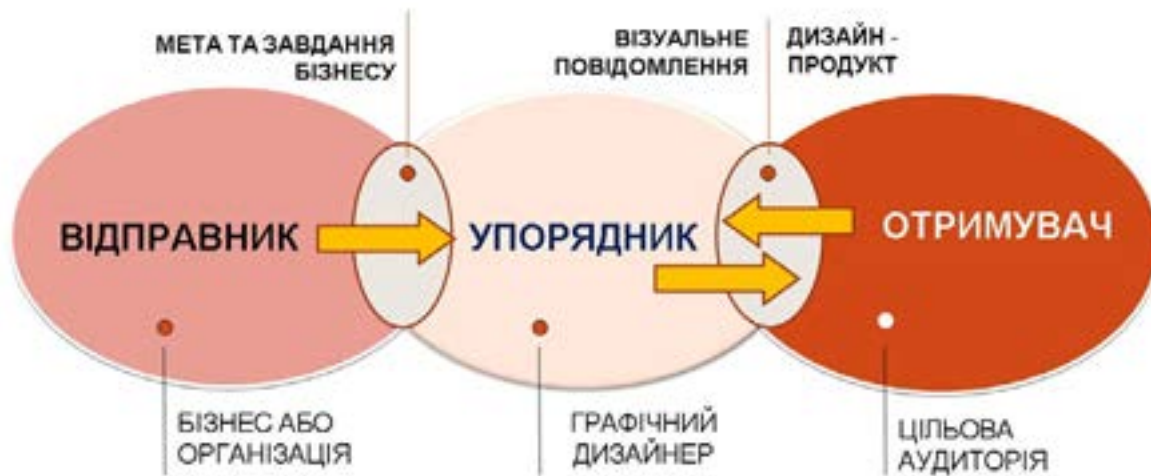 МЕТА ТА ЗАВДАННЯ
БІЗНЕСУ
ВІЗУАЛЬНЕ
ПОВІДОМЛЕННЯ
ДИЗАЙН -
ПРОДУКТ
ВІДПРАВНИК
УПОРЯДНИК
ОТРИМУВАЧ
БІЗНЕС АБО
ОРГАНІЗАЦІЯ
ГРАФІЧНИЙ
ДИЗАЙНЕР
ЦІЛЬОВА
АУДИТОРІЯ